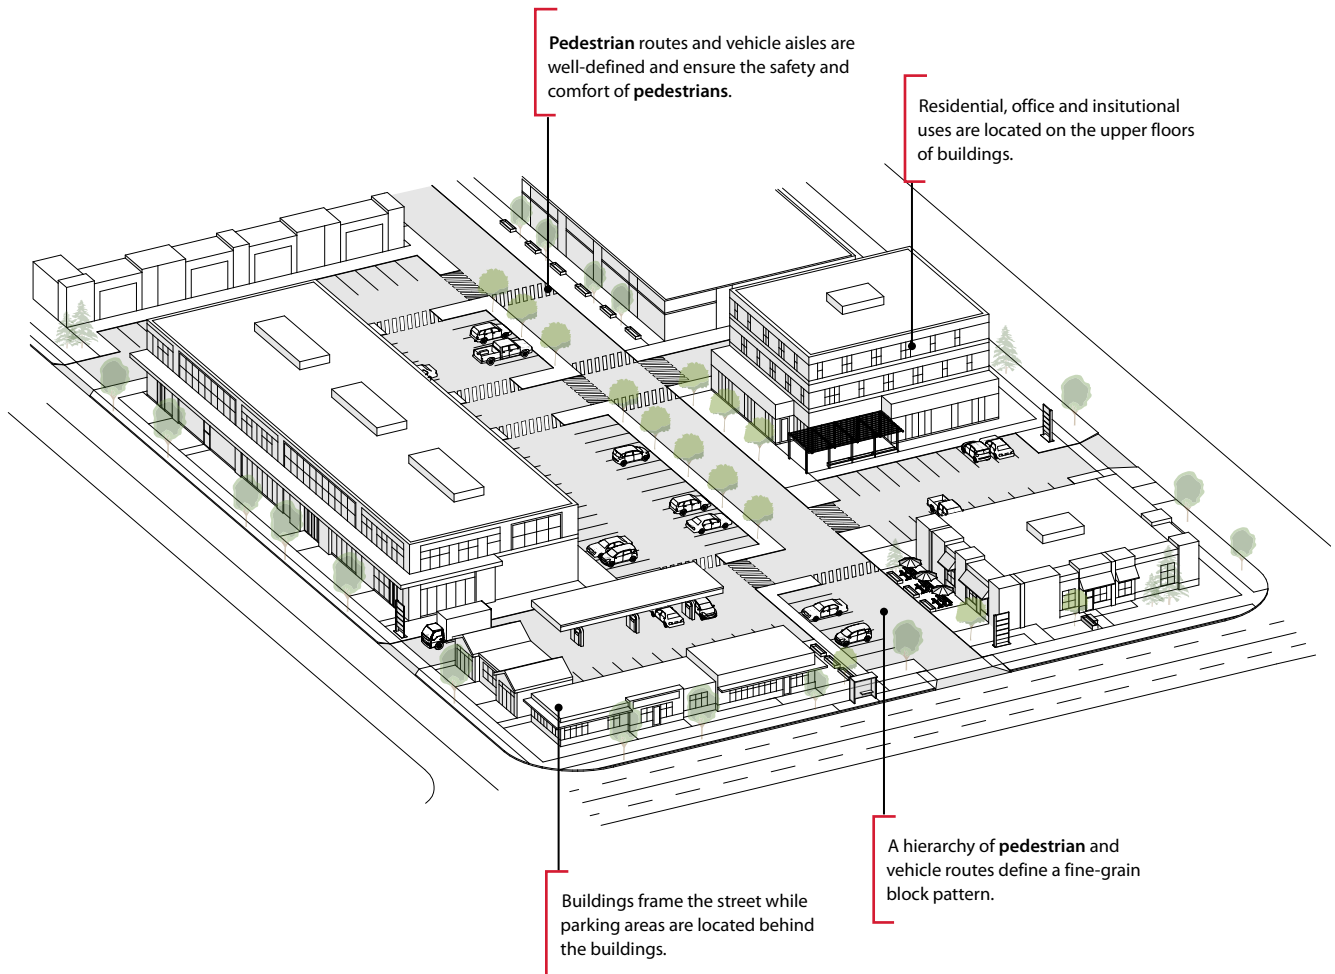 Pedestrian routes and vehicle aisles are
well-defined and ensure the safety and
comfort of pedestrians.
Residential, office and insitutional
uses are located on the upper floors
of buildings.
A hierarchy of pedestrian and
vehicle routes define a fine-grain
block pattern.
Buildings frame the street while
parking areas are located behind
the buildings.